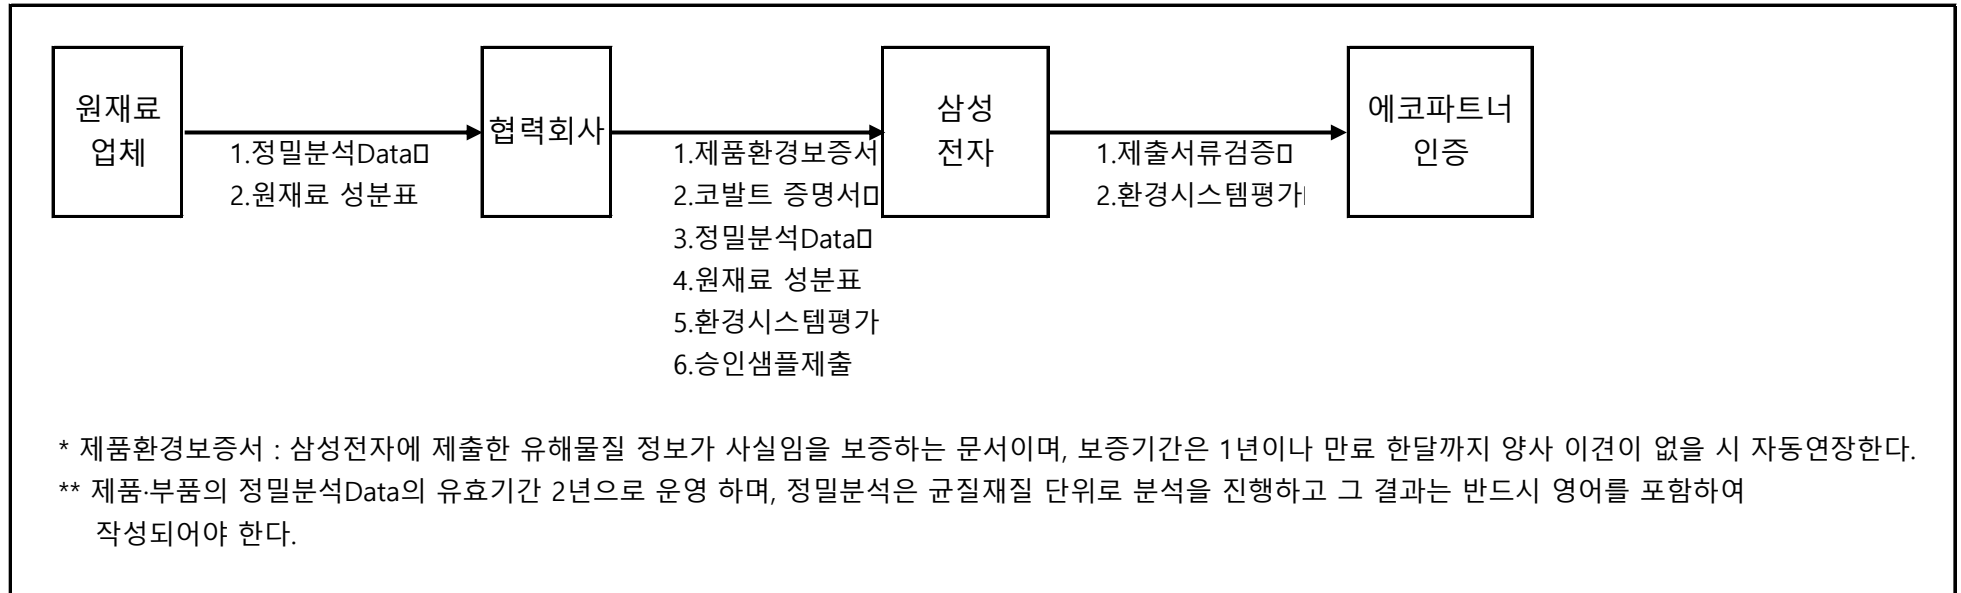 원재료
업체
1.정밀분석Data
2.원재료 성분표
협력회사
1.제품환경보증서
2.코발트 증명서
3.정밀분석Data
4.원재료 성분표
5.환경시스템평가
6.승인샘플제출
삼성
전자
1.제출서류검증
2.환경시스템평가
에코파트너
인증
* 제품환경보증서 : 삼성전자에 제출한 유해물질 정보가 사실임을 보증하는 문서이며, 보증기간은 1년이나 만료 한달까지 양사 이견이 없을 시 자동연장한다.
** 제품·부품의 정밀분석Data의 유효기간 2년으로 운영 하며, 정밀분석은 균질재질 단위로 분석을 진행하고 그 결과는 반드시 영어를 포함하여
작성되어야 한다.